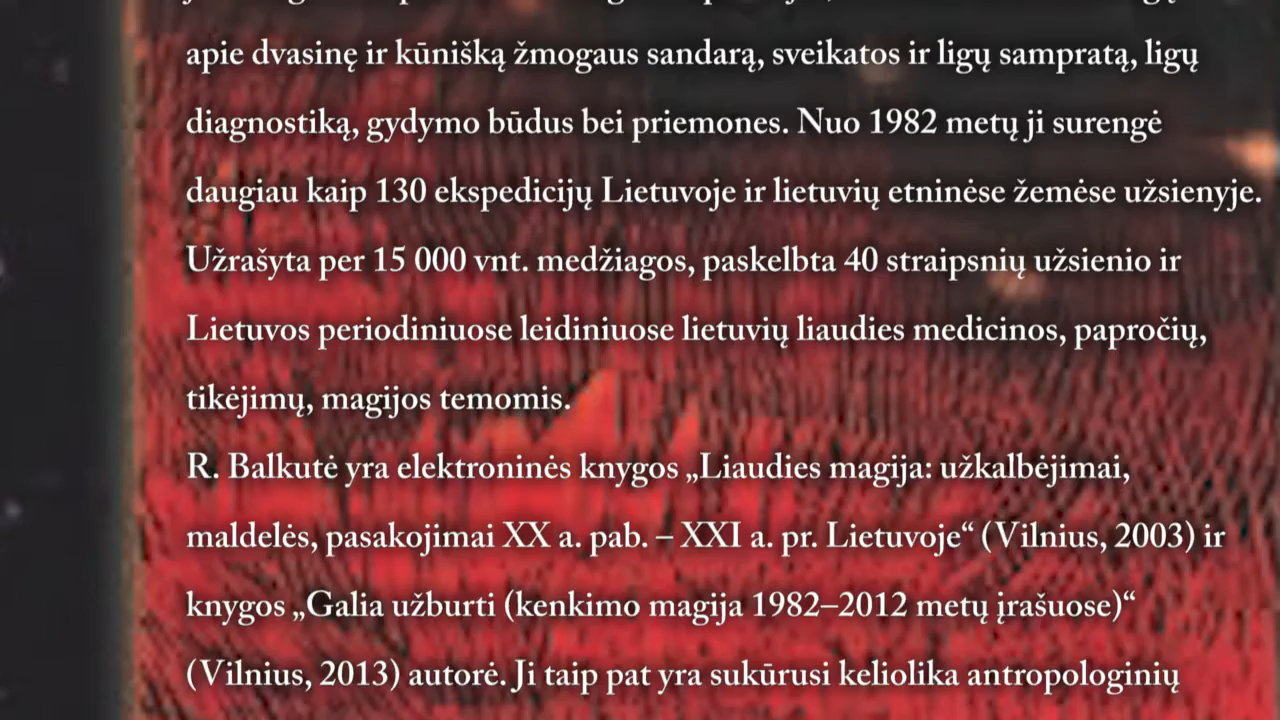 apie dvasinę ir kūnišką žmogaus sandarą, sveikatos ir ligų sampratą, ligų
diagnostiką, gydymo būdus bei priemones. Nuo 1982 metų ji surengė
daugiau kaip 130 ekspedicijų Lietuvoje ir lietuvių etninėse žemėse užsienyje.
Užrašyta per 15 000 vnt. medžiagos, paskelbta 40 straipsnių užsienio ir
Lietuvos periodiniuose leidiniuose lietuvių liaudies medicinos, papročių,
tikėjimų, magijos temomis.
R. Balkutė yra elektroninės knygos „Liaudies magija: užkalbėjimai,
maldelės, pasakojimai XX a. pab. – XXI a. pr. Lietuvoje“ (Vilnius, 2003) ir
knygos „Galia užburti (kenkimo magija 1982–2012 metų įrašuose)“
(Vilnius, 2013) autorė. Ji taip pat yra sukūrusi keliolika antropologinių